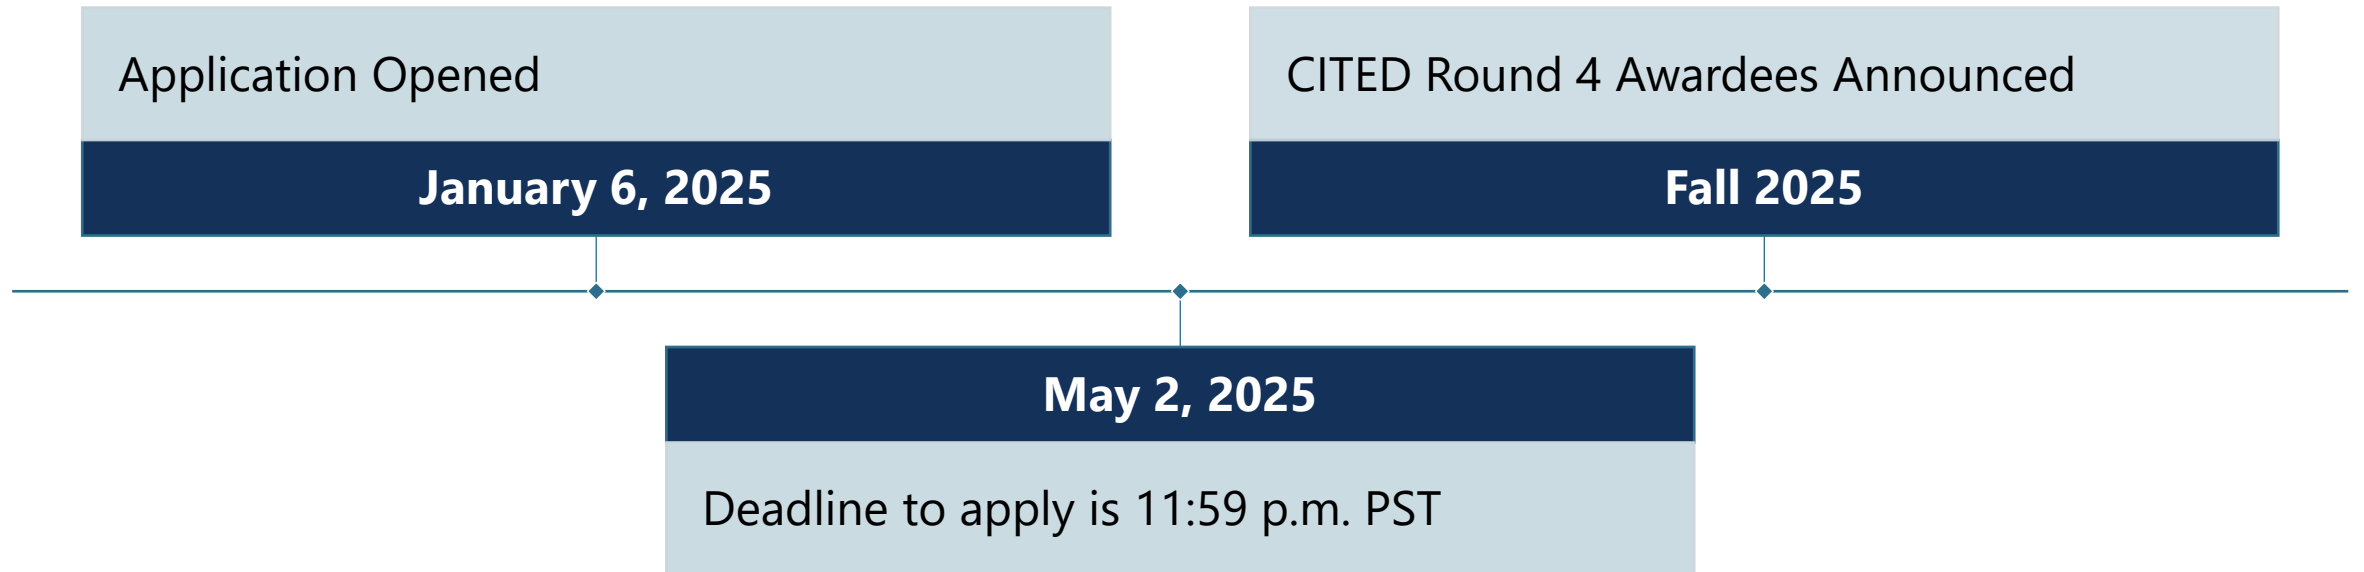 Application Opened
January 6, 2025
May 2, 2025
Deadline to apply is 11:59 p.m. PST
CITED Round 4 Awardees Announced
Fall 2025